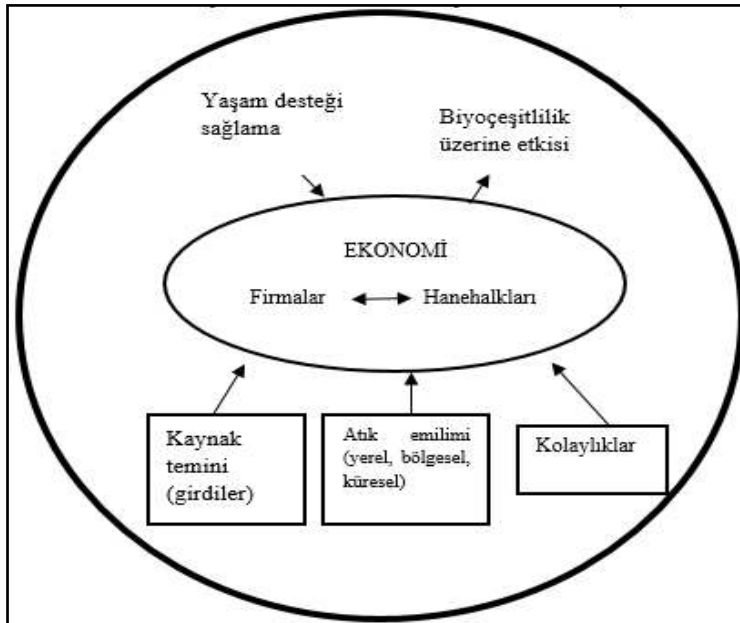 Yaşam desteği
sağlama
Biyoçeşitlilik
üzerine etkisi
EKONOMİ
Firmalar
Hanehalkları
Kaynak
temini
(girdiler)
Atık emilimi
(yerel, bölgesel,
küresel)
Kolaylıklar